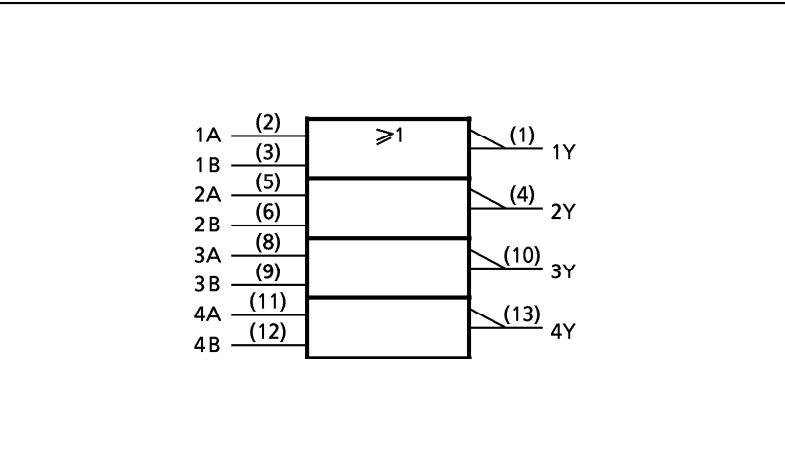 1A (2) ⩾1 (1) 1Y
1B (3)
2A (5) (4) 2Y
2B (6)
3A (8) (10) 3Y
3B (9)
4A (11) (13) 4Y
4B (12)